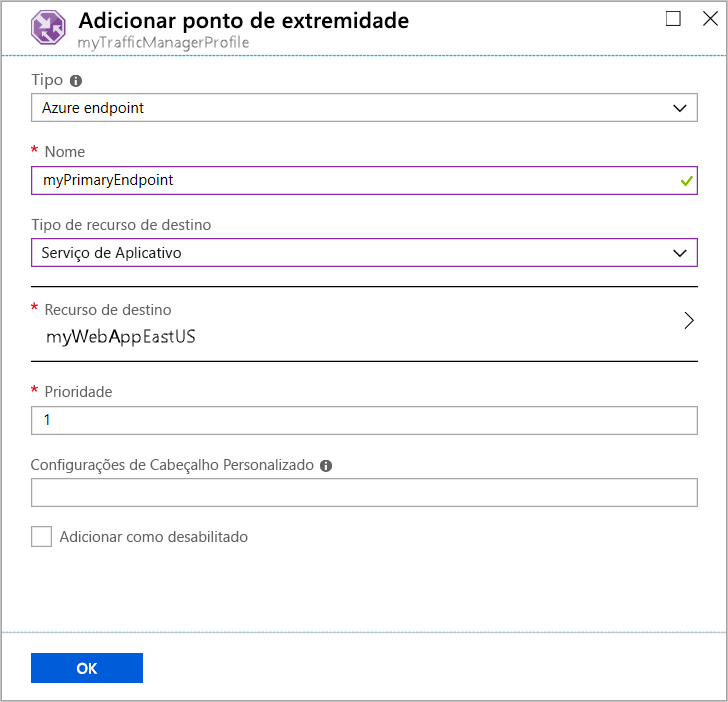 Adicionar ponto de extremidade
myTrafficManagerProfile
Tipo
Azure endpoint
* Nome
myPrimaryEndpoint
Tipo de recurso de destino
Serviço de Aplicativo
* Recurso de destino
myWebAppEastUS
* Prioridade
1
Configurações de Cabeçalho Personalizado
Adicionar como desabilitado
OK